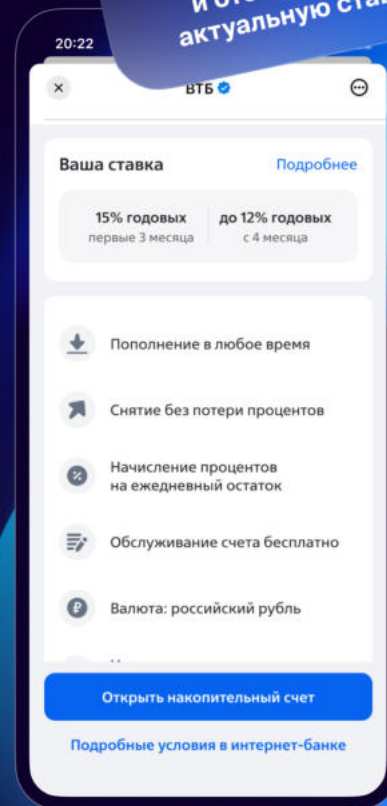 и
актуальную
20:22
ВТБ
Ваша ставка
Подробнее
15% годовых
до 12% годовых
первые 3 месяца
с 4 месяца
Пополнение в любое время
Снятие без потери процентов
Начисление процентов
на ежедневный остаток
Обслуживание счета бесплатно
Валюта: российский рубль
Открыть накопительный счет
Подробные условия в интернет-банке